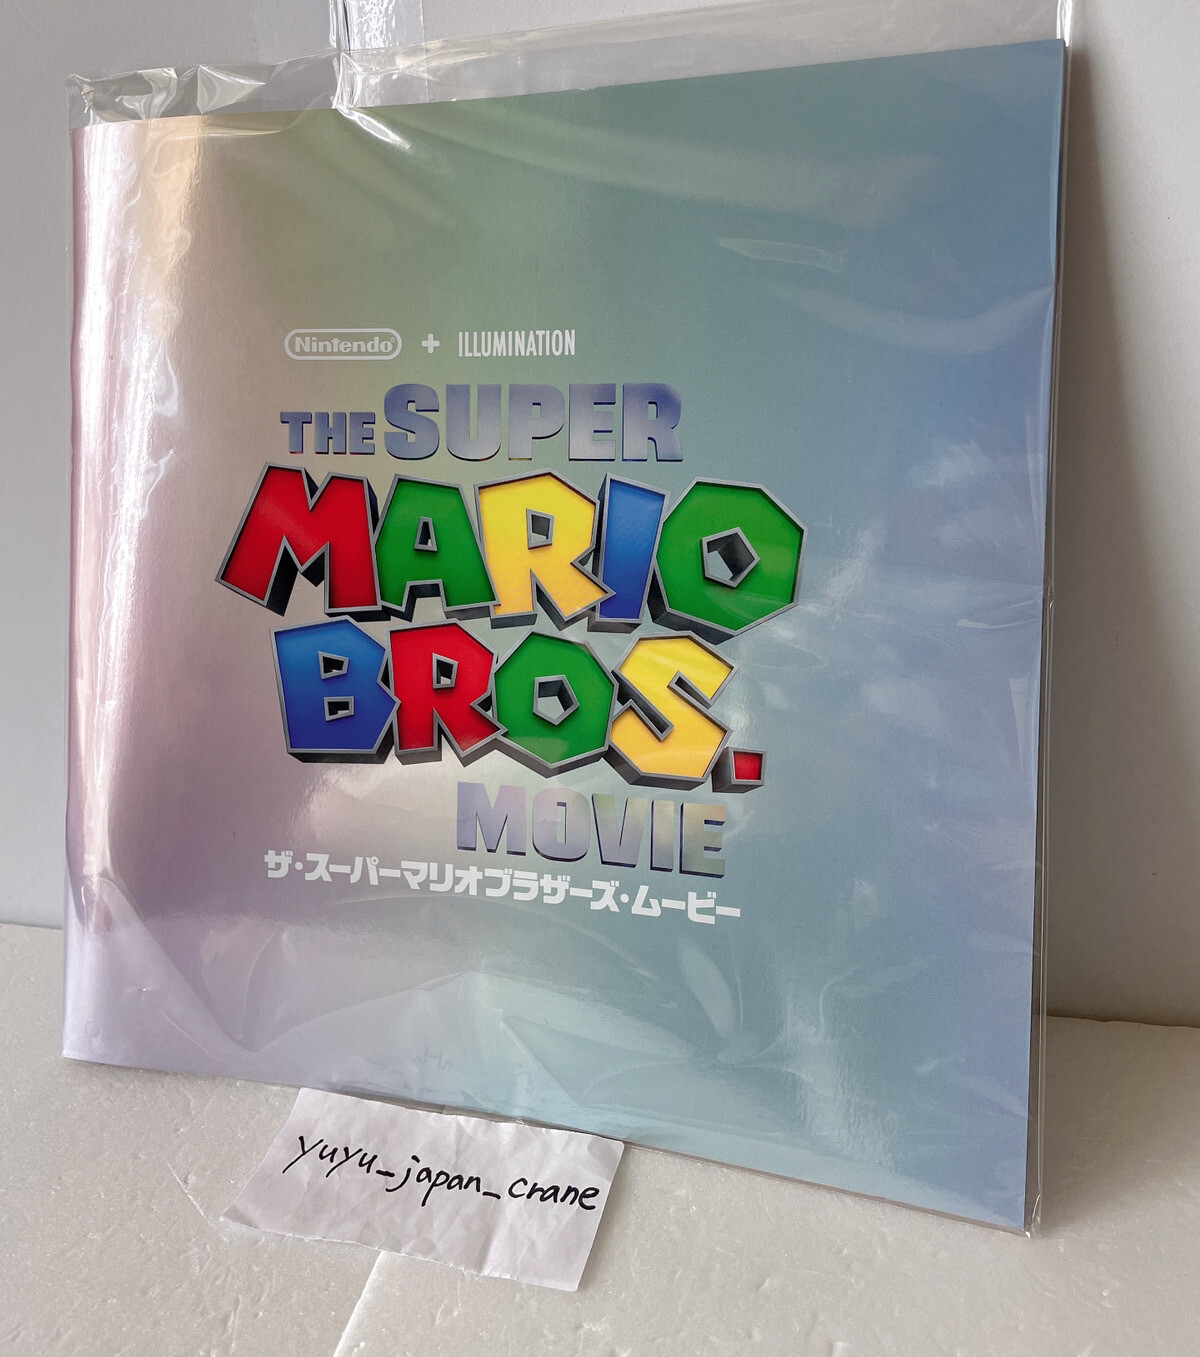 Nintendo® + ILLUMINATION
THE SUPER
MARIO
BROS.
MOVIE
ザ・スーパーマリオブラザーズ・ムービー
yuyu_japan_crane